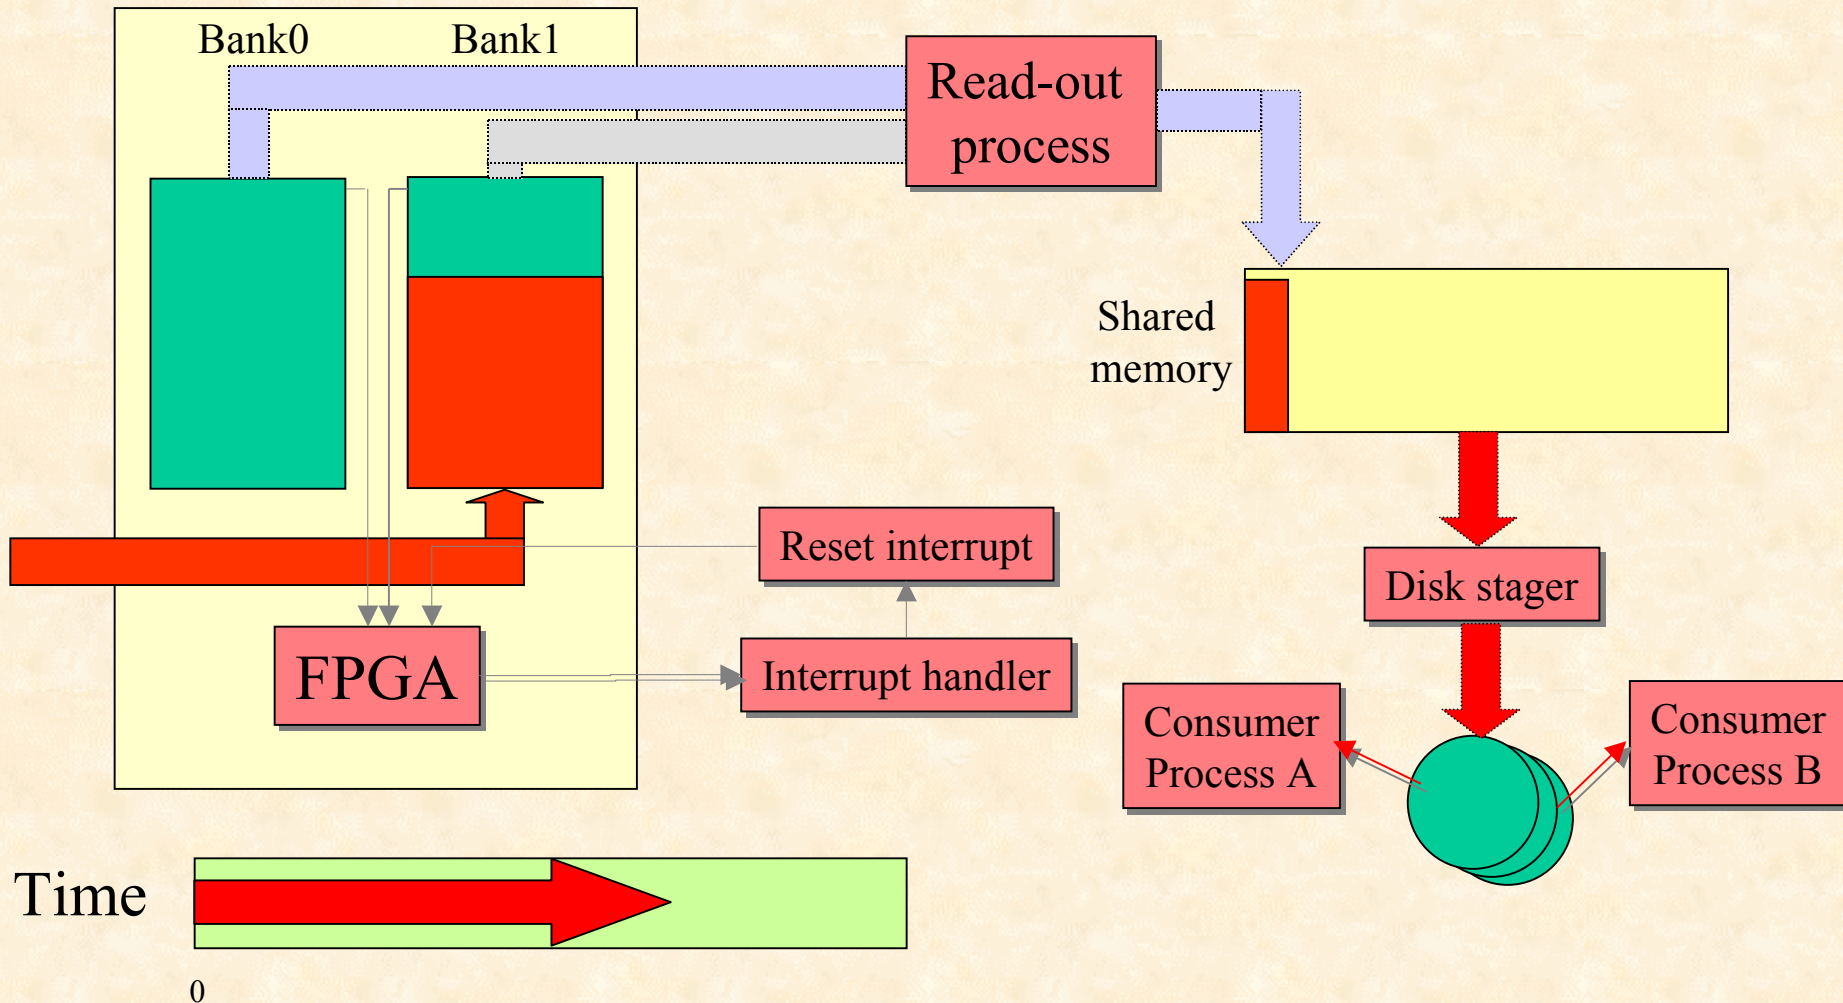 Bank0
Bank1
Read-out
process
Shared
memory
Reset interrupt
Disk stager
FPGA
Interrupt handler
Consumer
Process A
Consumer
Process B
Time
0